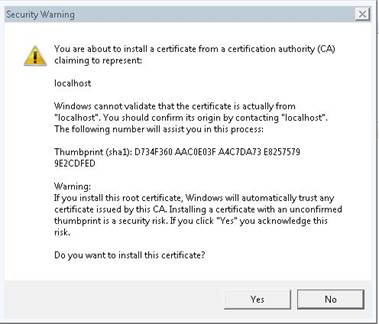 Security Warning
You are about to install a certificate from a certification authority (CA)
claiming to represent:
localhost
Windows cannot validate that the certificate is actually from
"localhost". You should confirm its origin by contacting "localhost".
The following number will assist you in this process:
Thumbprint (sha1): D734F360 AAC0E03F A4C7DA73 E8257579
9E2CDFED
Warning:
If you install this root certificate, Windows will automatically trust any
certificate issued by this CA. Installing a certificate with an unconfirmed
thumbprint is a security risk. If you click "Yes" you acknowledge this
risk.
Do you want to install this certificate?
Yes No